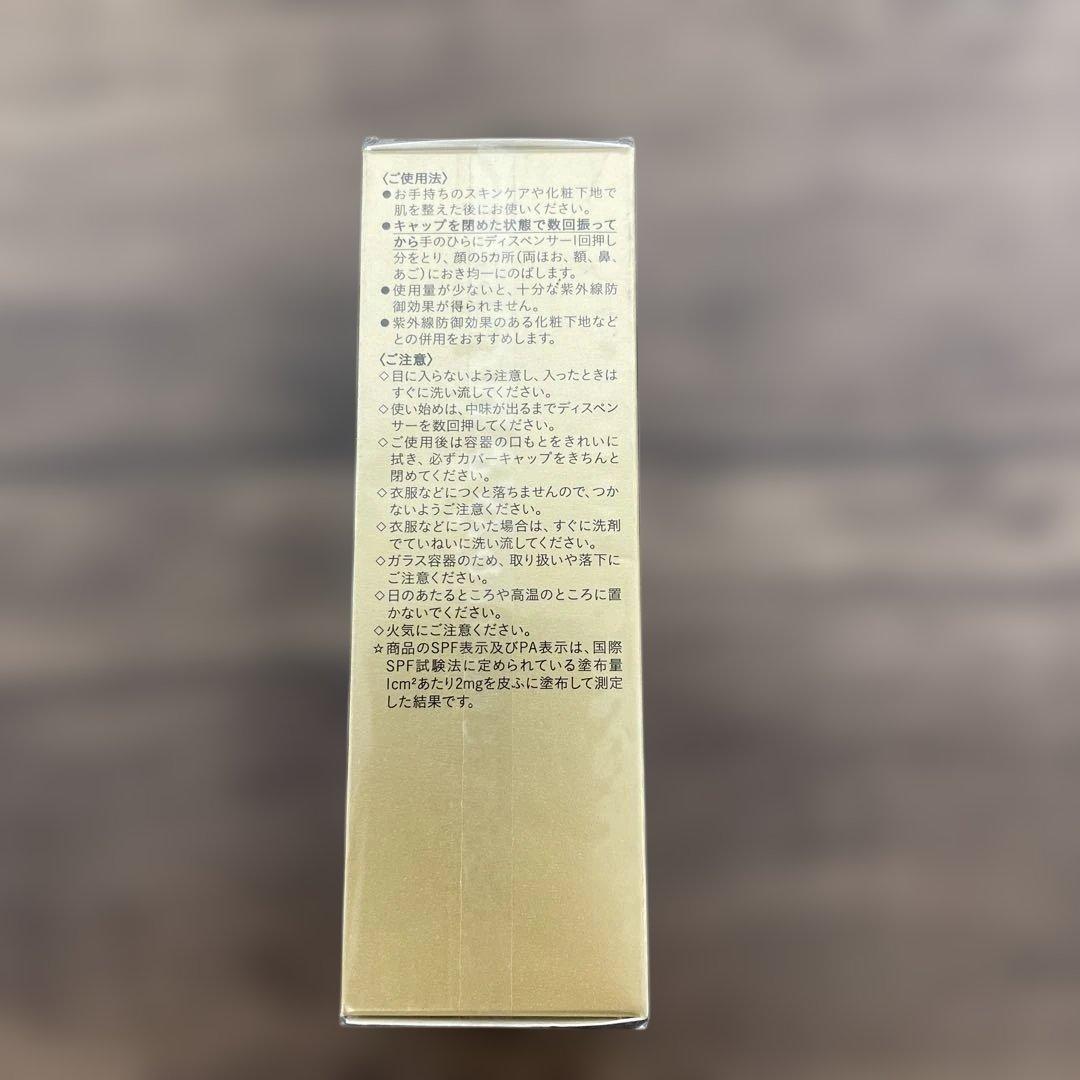 〈ご使用法〉
●お手持ちのスキンケアや化粧下地で
肌を整えた後にお使いください。
●キャップを閉めた状態で数回振って
から手のひらにディスペンサー1回押し
分をとり、顔の5カ所(両ほお、額、鼻、
あご)におき均一にのばします。
●使用量が少ないと、十分な紫外線防
御効果が得られません。
●紫外線防御効果のある化粧下地など
との併用をおすすめします。
〈ご注意〉
◇目に入らないよう注意し、入ったときは
すぐに洗い流してください。
◇使い始めは、中味が出るまでディスペン
サーを数回押してください。
◇ご使用後は容器の口もとをきれいに
拭き、必ずカバーキャップをきちんと
閉めてください。
◇衣服などにつくと落ちませんので、つか
ないようご注意ください。
◇衣服などについた場合は、すぐに洗剤
でていねいに洗い流してください。
◇ガラス容器のため、取り扱いや落下に
ご注意ください。
◇日のあたるところや高温のところに置
かないでください。
◇火気にご注意ください。
☆商品のSPF表示及びPA表示は、国際
SPF試験法に定められている塗布量
1cm²あたり2mgを皮ふに塗布して測定
した結果です。